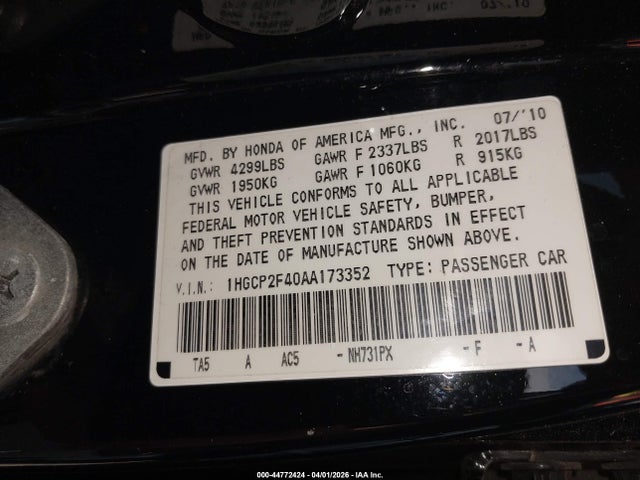 MFD. BY HONDA OF AMERICA MFG., INC. 07/'10
GVWR 4299LBS GAWR F 2337LBS R 2017LBS
GVWR 1950KG GAWR F 1060KG R 915KG
THIS VEHICLE CONFORMS TO ALL APPLICABLE
FEDERAL MOTOR VEHICLE SAFETY, BUMPER,
AND THEFT PREVENTION STANDARDS IN EFFECT
ON THE DATE OF MANUFACTURE SHOWN ABOVE.
V.I.N.: 1HGCP2F40AA173352 TYPE: PASSENGER CAR
TA5 A AC5 -NH731PX -F -A
000-44772424 - 04/01/2026 - IAA Inc.